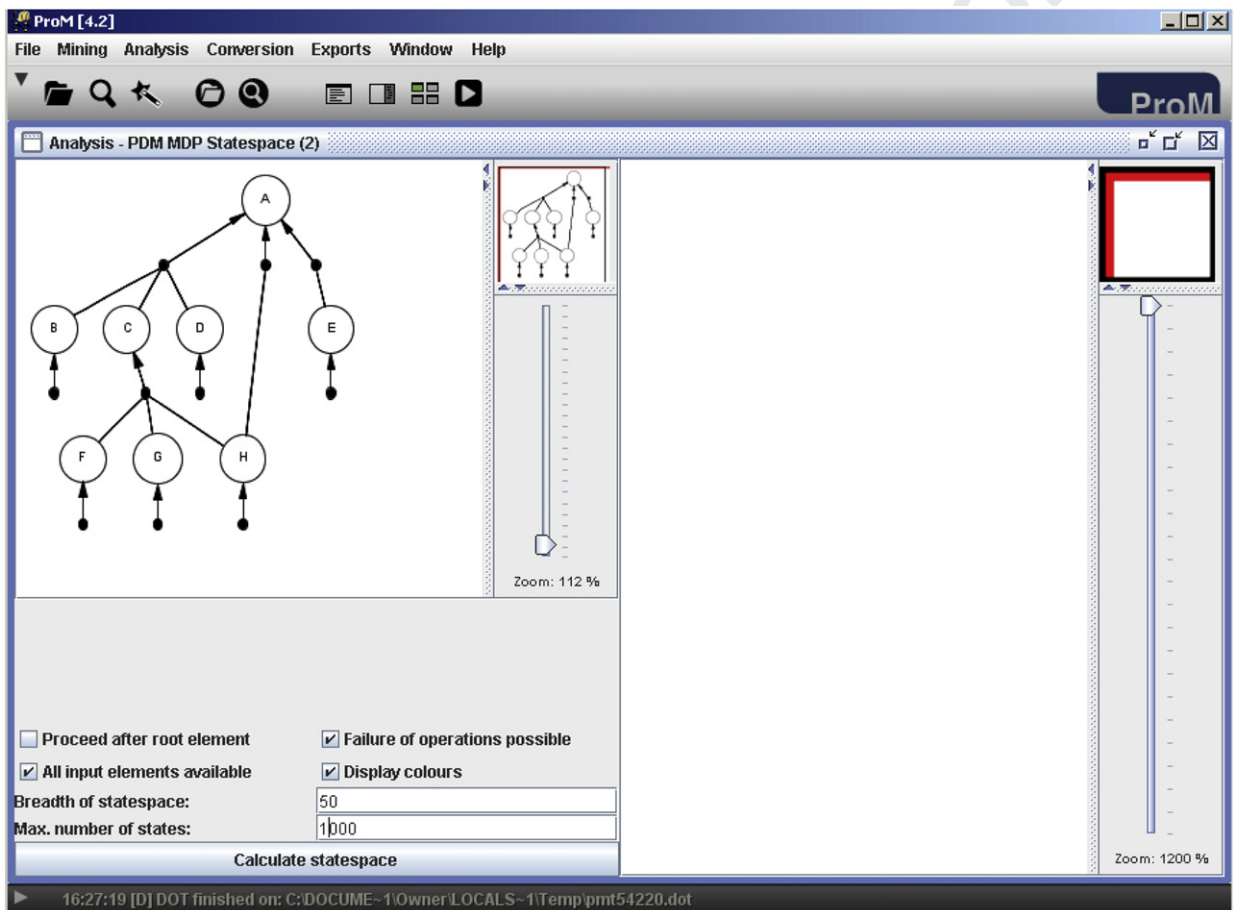 ProM [4.2]
File Mining Analysis Conversion Exports Window Help
ProM
Analysis - PDM MDP Statespace (2)
A
B C D E
F G H
Zoom: 112 %
Proceed after root element Failure of operations possible
All input elements available Display colours
Breadth of statespace: 50
Max. number of states: 1000
Calculate statespace
Zoom: 1200 %
16:27:19 [D] DOT finished on: C:\DOCUME~1\Owner\LOCALS~1\Temp\pmt54220.dot